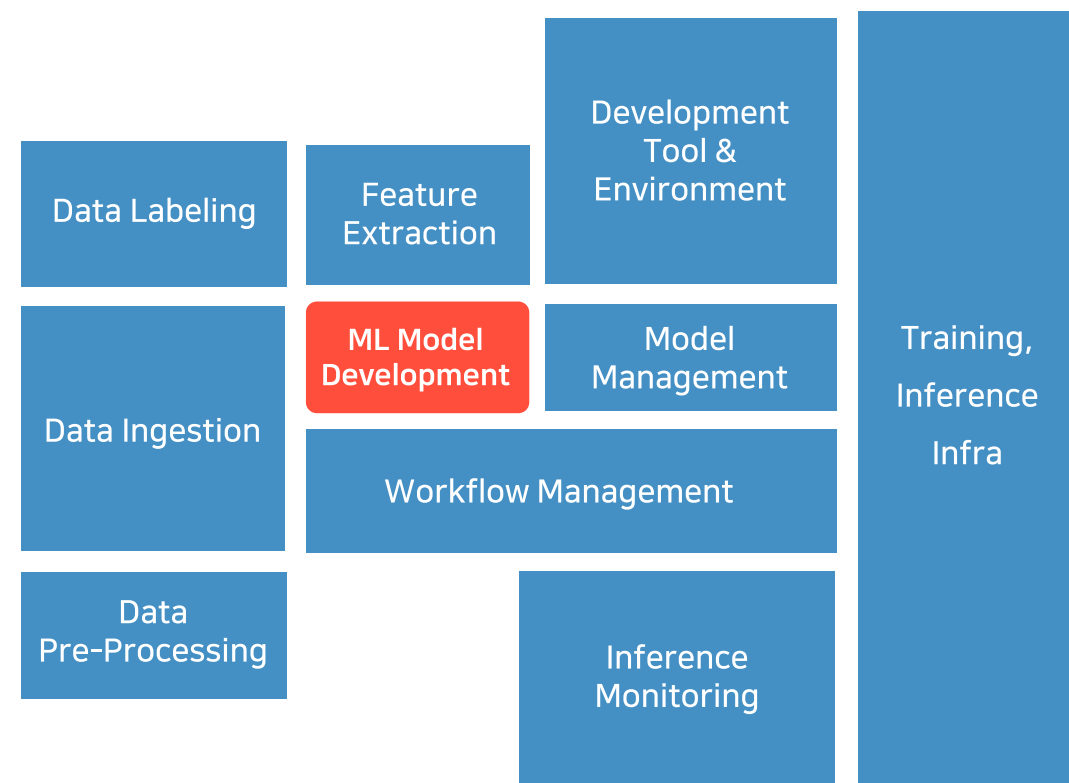 Data Labeling
Feature
Extraction
Development
Tool &
Environment
Data Ingestion
ML Model
Development
Model
Management
Workflow Management
Data
Pre-Processing
Inference
Monitoring
Training,
Inference
Infra